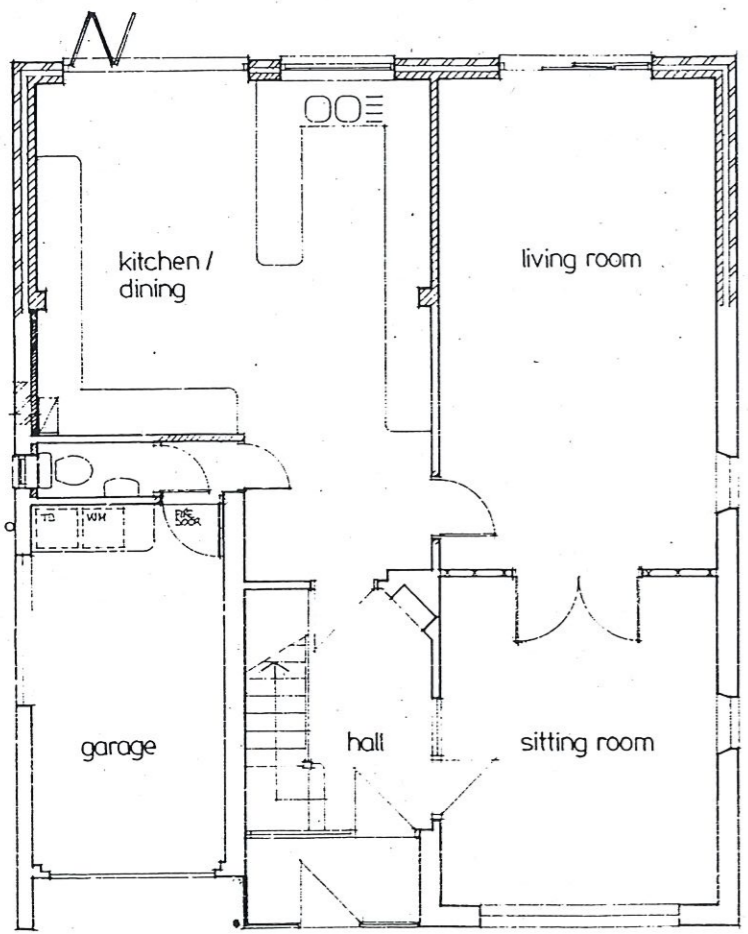 kitchen /
dining
living room
TD
WM
FIRE
DOOR
garage
hall
sitting room